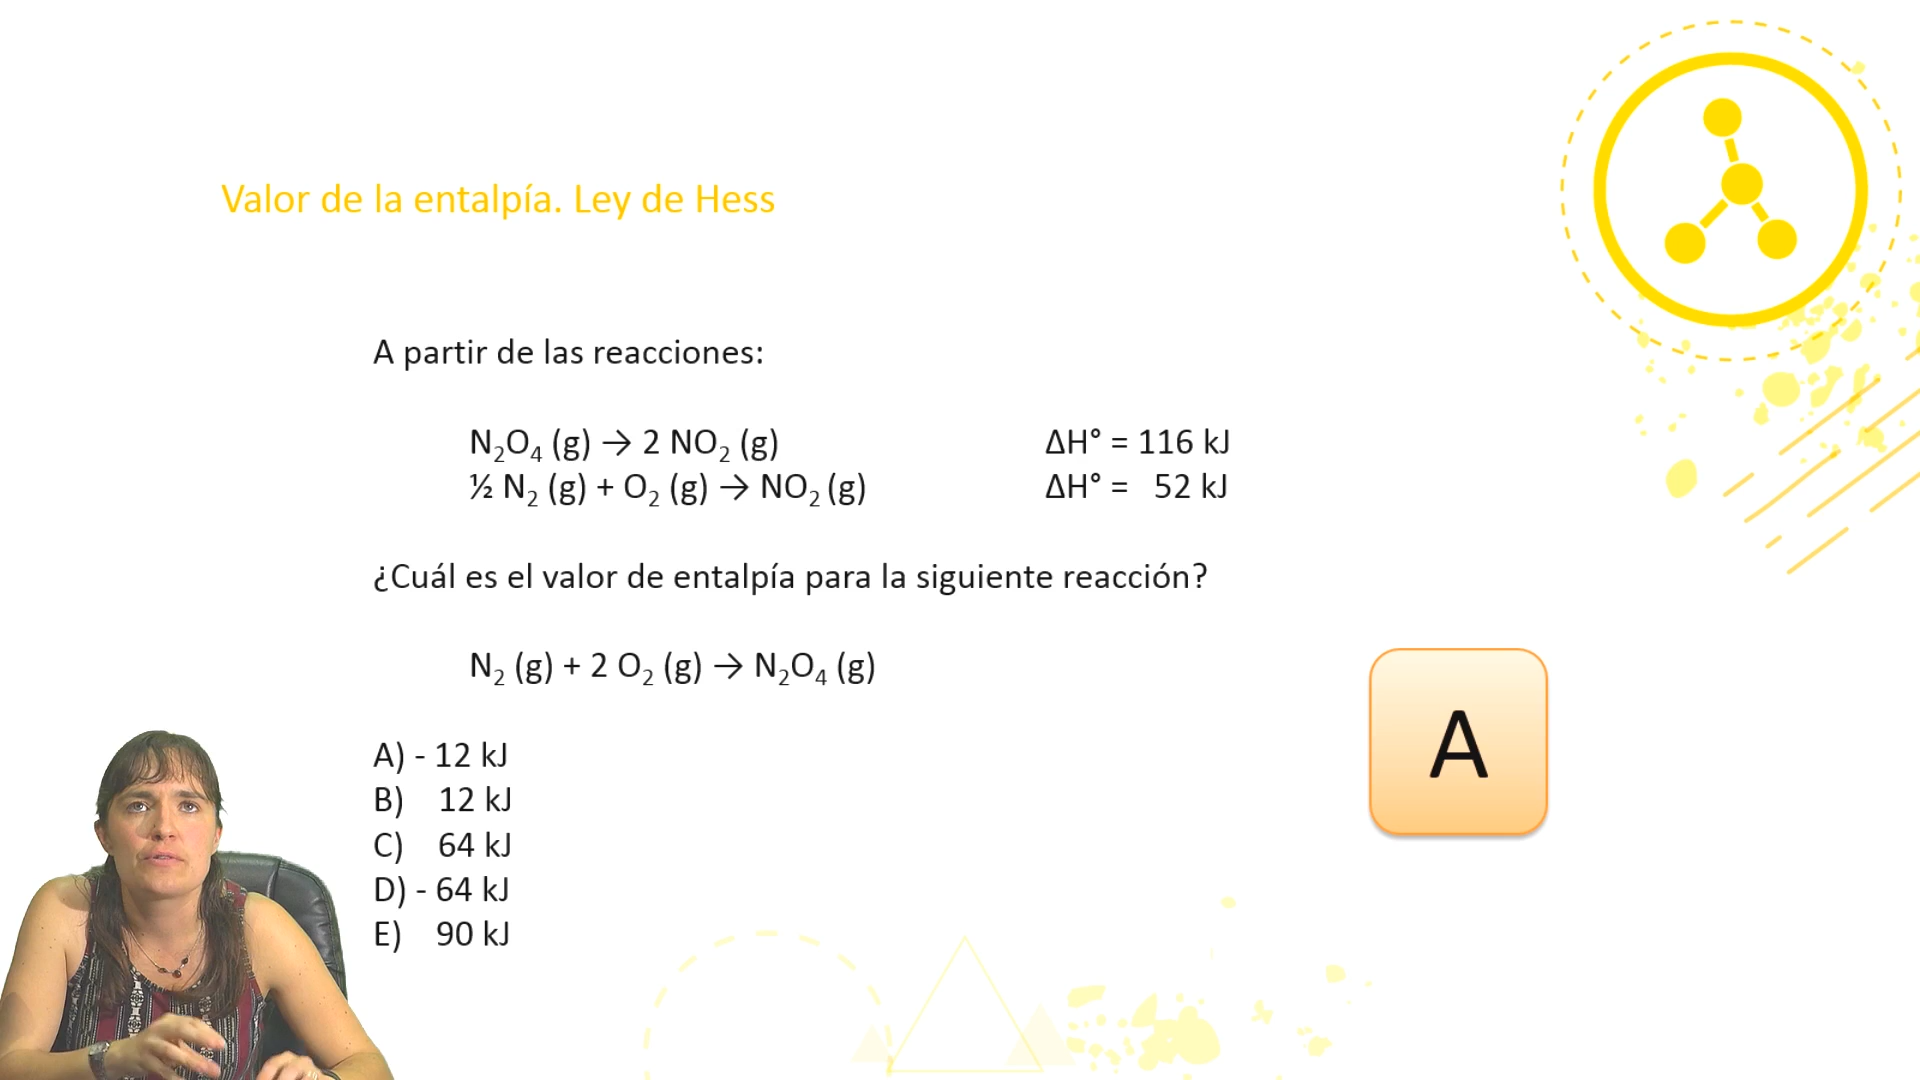 Valor de la entalpía. Ley de Hess
A partir de las reacciones:
N₂O₄ (g) → 2 NO₂ (g) ΔH° = 116 kJ
½ N₂ (g) + O₂ (g) → NO₂ (g) ΔH° = 52 kJ
¿Cuál es el valor de entalpía para la siguiente reacción?
N₂ (g) + 2 O₂ (g) → N₂O₄ (g)
A) - 12 kJ
B) 12 kJ
C) 64 kJ
D) - 64 kJ
E) 90 kJ
A